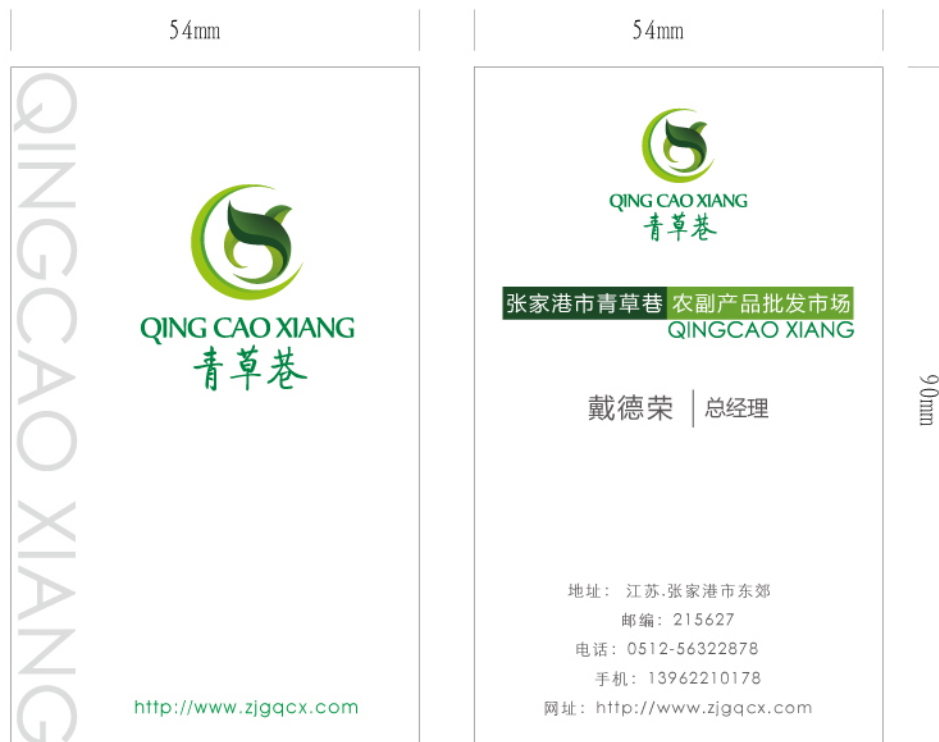 54mm
QINGCAO XIANG
QING CAO XIANG
青草巷
http://www.zjgqcx.com
54mm
QING CAO XIANG
青草巷
张家港市青草巷 农副产品批发市场
QINGCAO XIANG
戴德荣 | 总经理
地址： 江苏.张家港市东郊
邮编：215627
电话：0512-56322878
手机：13962210178
网址：http://www.zjgqcx.com
90mm